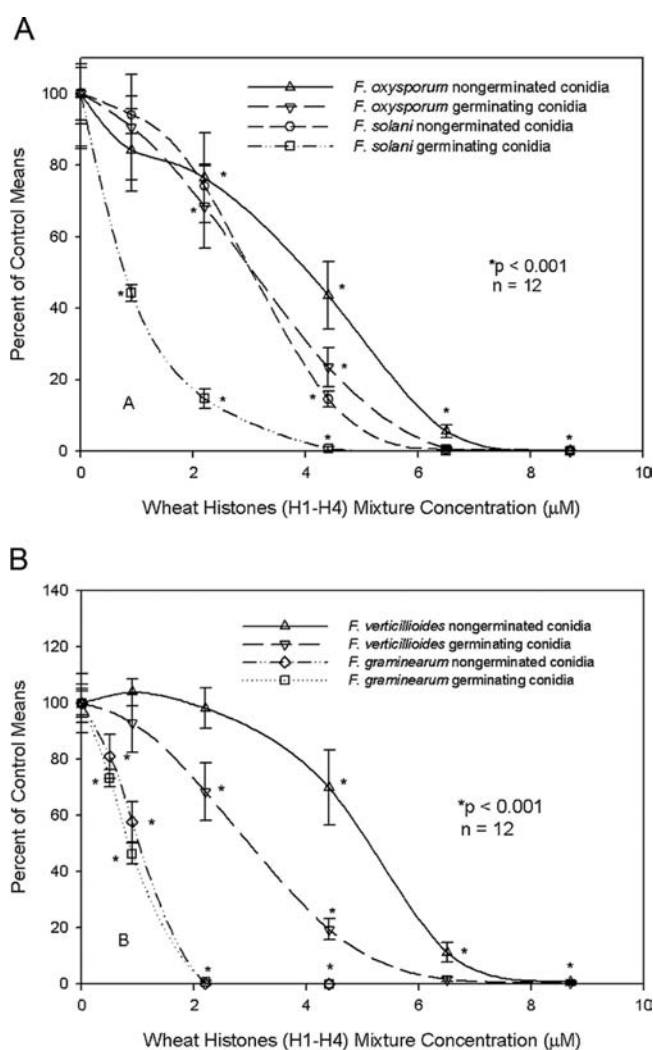 A
Percent of Control Means
120
100
80
60
40
20
0
F. oxysporum nongerminated conidia
F. oxysporum germinating conidia
F. solani nongerminated conidia
F. solani germinating conidia
*
*
*
*
*
*
*
*
*
*
*p < 0.001
n = 12
A
0 2 4 6 8 10
Wheat Histones (H1-H4) Mixture Concentration (µM)
B
Percent of Control Means
140
120
100
80
60
40
20
0
F. verticillioides nongerminated conidia
F. verticillioides germinating conidia
F. graminearum nongerminated conidia
F. graminearum germinating conidia
*
*
*
*
*
*
*
*
*
*
*
*p < 0.001
n = 12
B
0 2 4 6 8 10
Wheat Histones (H1-H4) Mixture Concentration (µM)